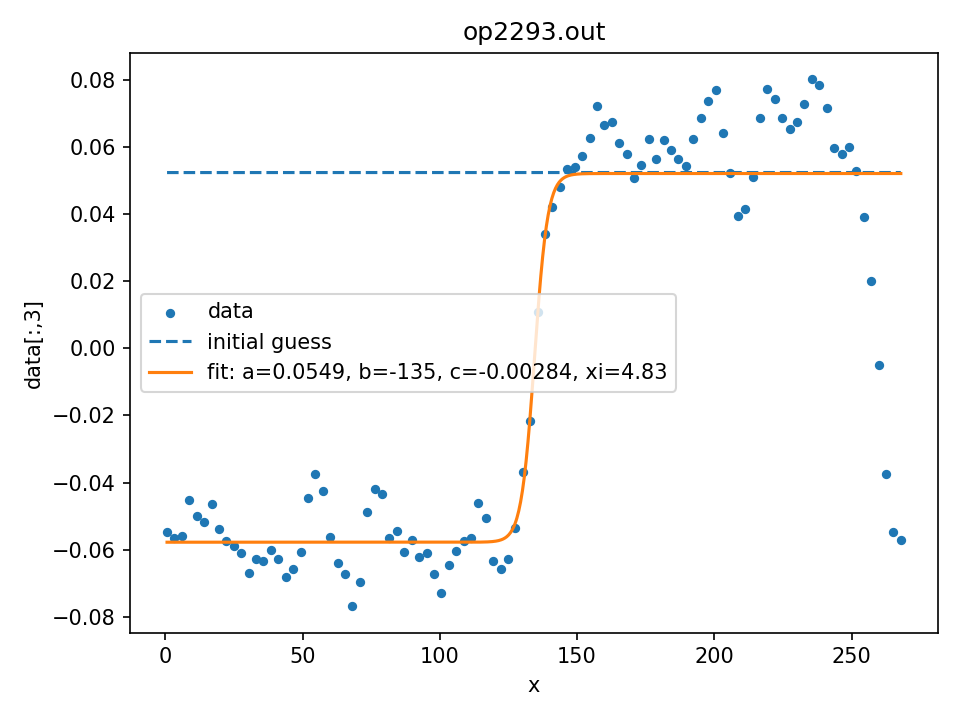 op2293.out
0.08
0.06
0.04
0.02
0.00
−0.02
−0.04
−0.06
−0.08
data[:,3]
data
initial guess
fit: a=0.0549, b=-135, c=-0.00284, xi=4.83
0 50 100 150 200 250
x